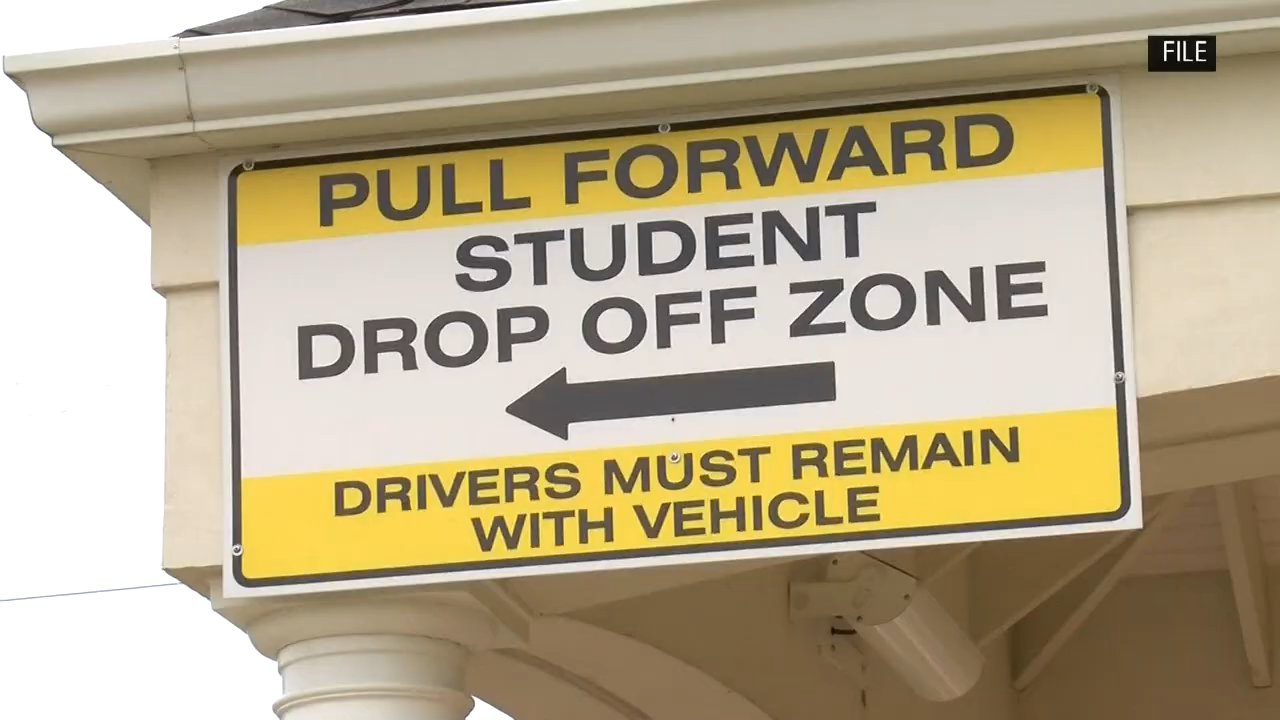 FILE
PULL FORWARD
STUDENT
DROP OFF ZONE
DRIVERS MUST REMAIN
WITH VEHICLE